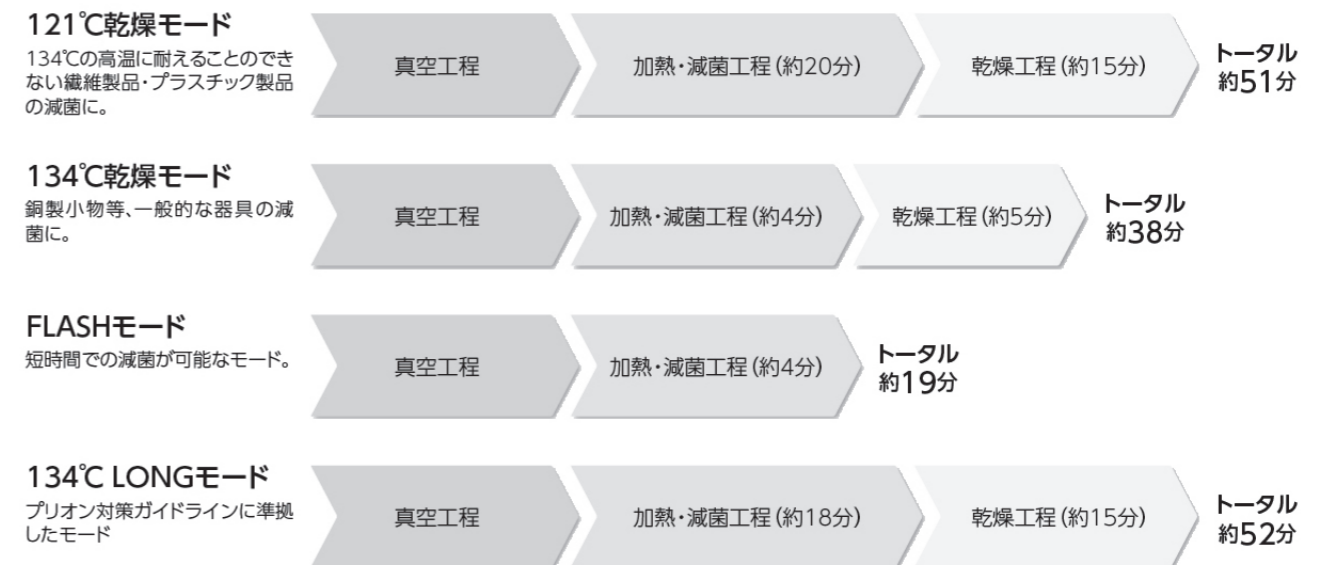 121℃乾燥モード
134℃の高温に耐えることのでき
ない繊維製品・プラスチック製品
の滅菌に。
真空工程
加熱・滅菌工程（約20分）
乾燥工程（約15分）
トータル
約51分
134℃乾燥モード
銅製小物等、一般的な器具の滅
菌に。
真空工程
加熱・滅菌工程（約4分）
乾燥工程（約5分）
トータル
約38分
FLASHモード
短時間での滅菌が可能なモード。
真空工程
加熱・滅菌工程（約4分）
トータル
約19分
134℃ LONGモード
プリオン対策ガイドラインに準拠
したモード
真空工程
加熱・滅菌工程（約18分）
乾燥工程（約15分）
トータル
約52分